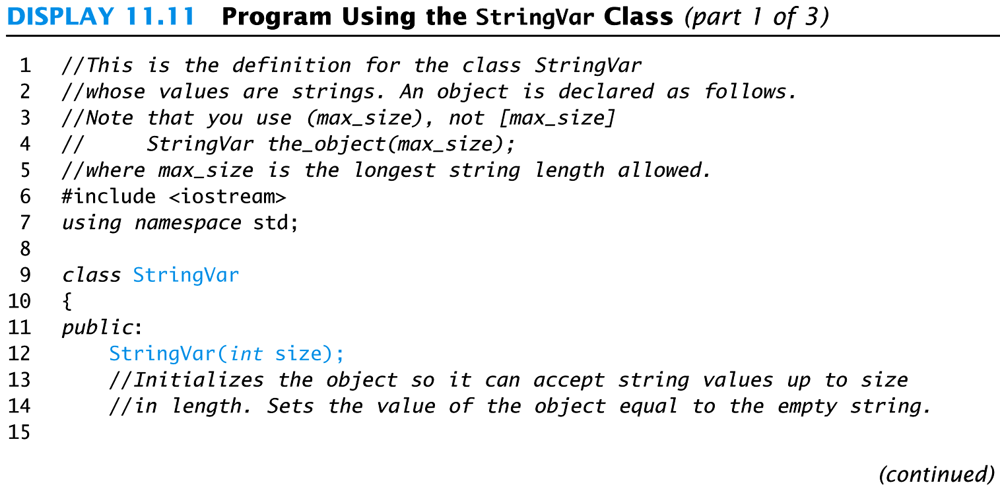 DISPLAY 11.11 Program Using the StringVar Class (part 1 of 3)
1 //This is the definition for the class StringVar
2 //whose values are strings. An object is declared as follows.
3 //Note that you use (max_size), not [max_size]
4 //     StringVar the_object(max_size);
5 //where max_size is the longest string length allowed.
6 #include <iostream>
7 using namespace std;
8
9 class StringVar
10 {
11 public:
12     StringVar(int size);
13     //Initializes the object so it can accept string values up to size
14     //in length. Sets the value of the object equal to the empty string.
15
(continued)